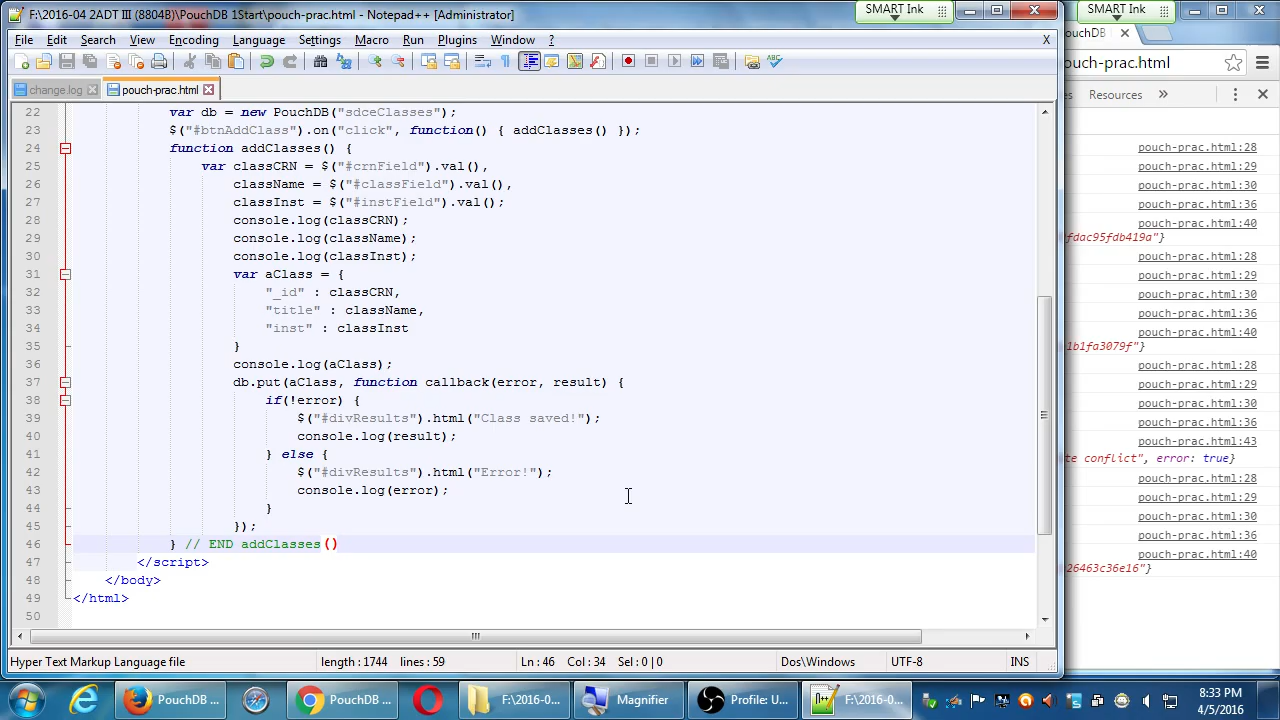 F:\2016-04 2ADT III (8804B)\PouchDB 1Start\pouch-prac.html - Notepad++ [Administrator]
SMART Ink
SMART Ink
File Edit Search View Encoding Language Settings Macro Run Plugins Window ? X
change.log
pouch-prac.html
22 var db = new PouchDB("sdceClasses");
23 $("#btnAddClass").on("click", function() { addClasses() });
24 function addClasses() {
25 var classCRN = $("#crnField").val(),
26 className = $("#classField").val(),
27 classInst = $("#instField").val();
28 console.log(classCRN);
29 console.log(className);
30 console.log(classInst);
31 var aClass = {
32 "_id" : classCRN,
33 "title" : className,
34 "inst" : classInst
35 }
36 console.log(aClass);
37 db.put(aClass, function callback(error, result) {
38 if(!error) {
39 $("#divResults").html("Class saved!");
40 console.log(result);
41 } else {
42 $("#divResults").html("Error!");
43 console.log(error);
44 }
45 });
46 } // END addClasses()
47 </script>
48 </body>
49 </html>
50
Hyper Text Markup Language file length : 1744 lines : 59 Ln : 46 Col : 34 Sel : 0 | 0 Dos\Windows UTF-8 INS
ouchDB
ouch-prac.html
Resources »
pouch-prac.html:28
pouch-prac.html:29
pouch-prac.html:30
pouch-prac.html:36
pouch-prac.html:40
fdac95fdb419a"}
pouch-prac.html:28
pouch-prac.html:29
pouch-prac.html:30
pouch-prac.html:36
pouch-prac.html:40
1b1fa3079f"}
pouch-prac.html:28
pouch-prac.html:29
pouch-prac.html:30
pouch-prac.html:36
pouch-prac.html:43
te conflict", error: true}
pouch-prac.html:28
pouch-prac.html:29
pouch-prac.html:30
pouch-prac.html:36
pouch-prac.html:40
26463c36e16"}
PouchDB ...
PouchDB ...
F:\2016-0...
Magnifier
Profile: U...
F:\2016-0...
8:33 PM
4/5/2016